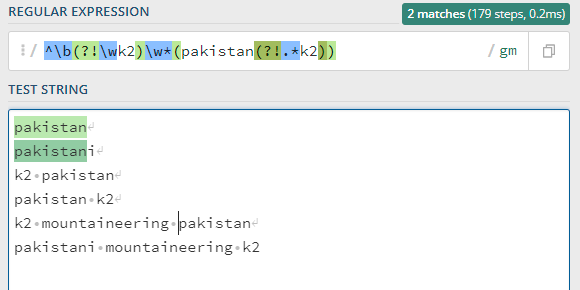 REGULAR EXPRESSION
2 matches (179 steps, 0.2ms)
/ ^\b(?!\wk2)\w*(pakistan(?!.*k2)) / gm
TEST STRING
pakistan
pakistani
k2 pakistan
pakistan k2
k2 mountaineering pakistan
pakistani mountaineering k2